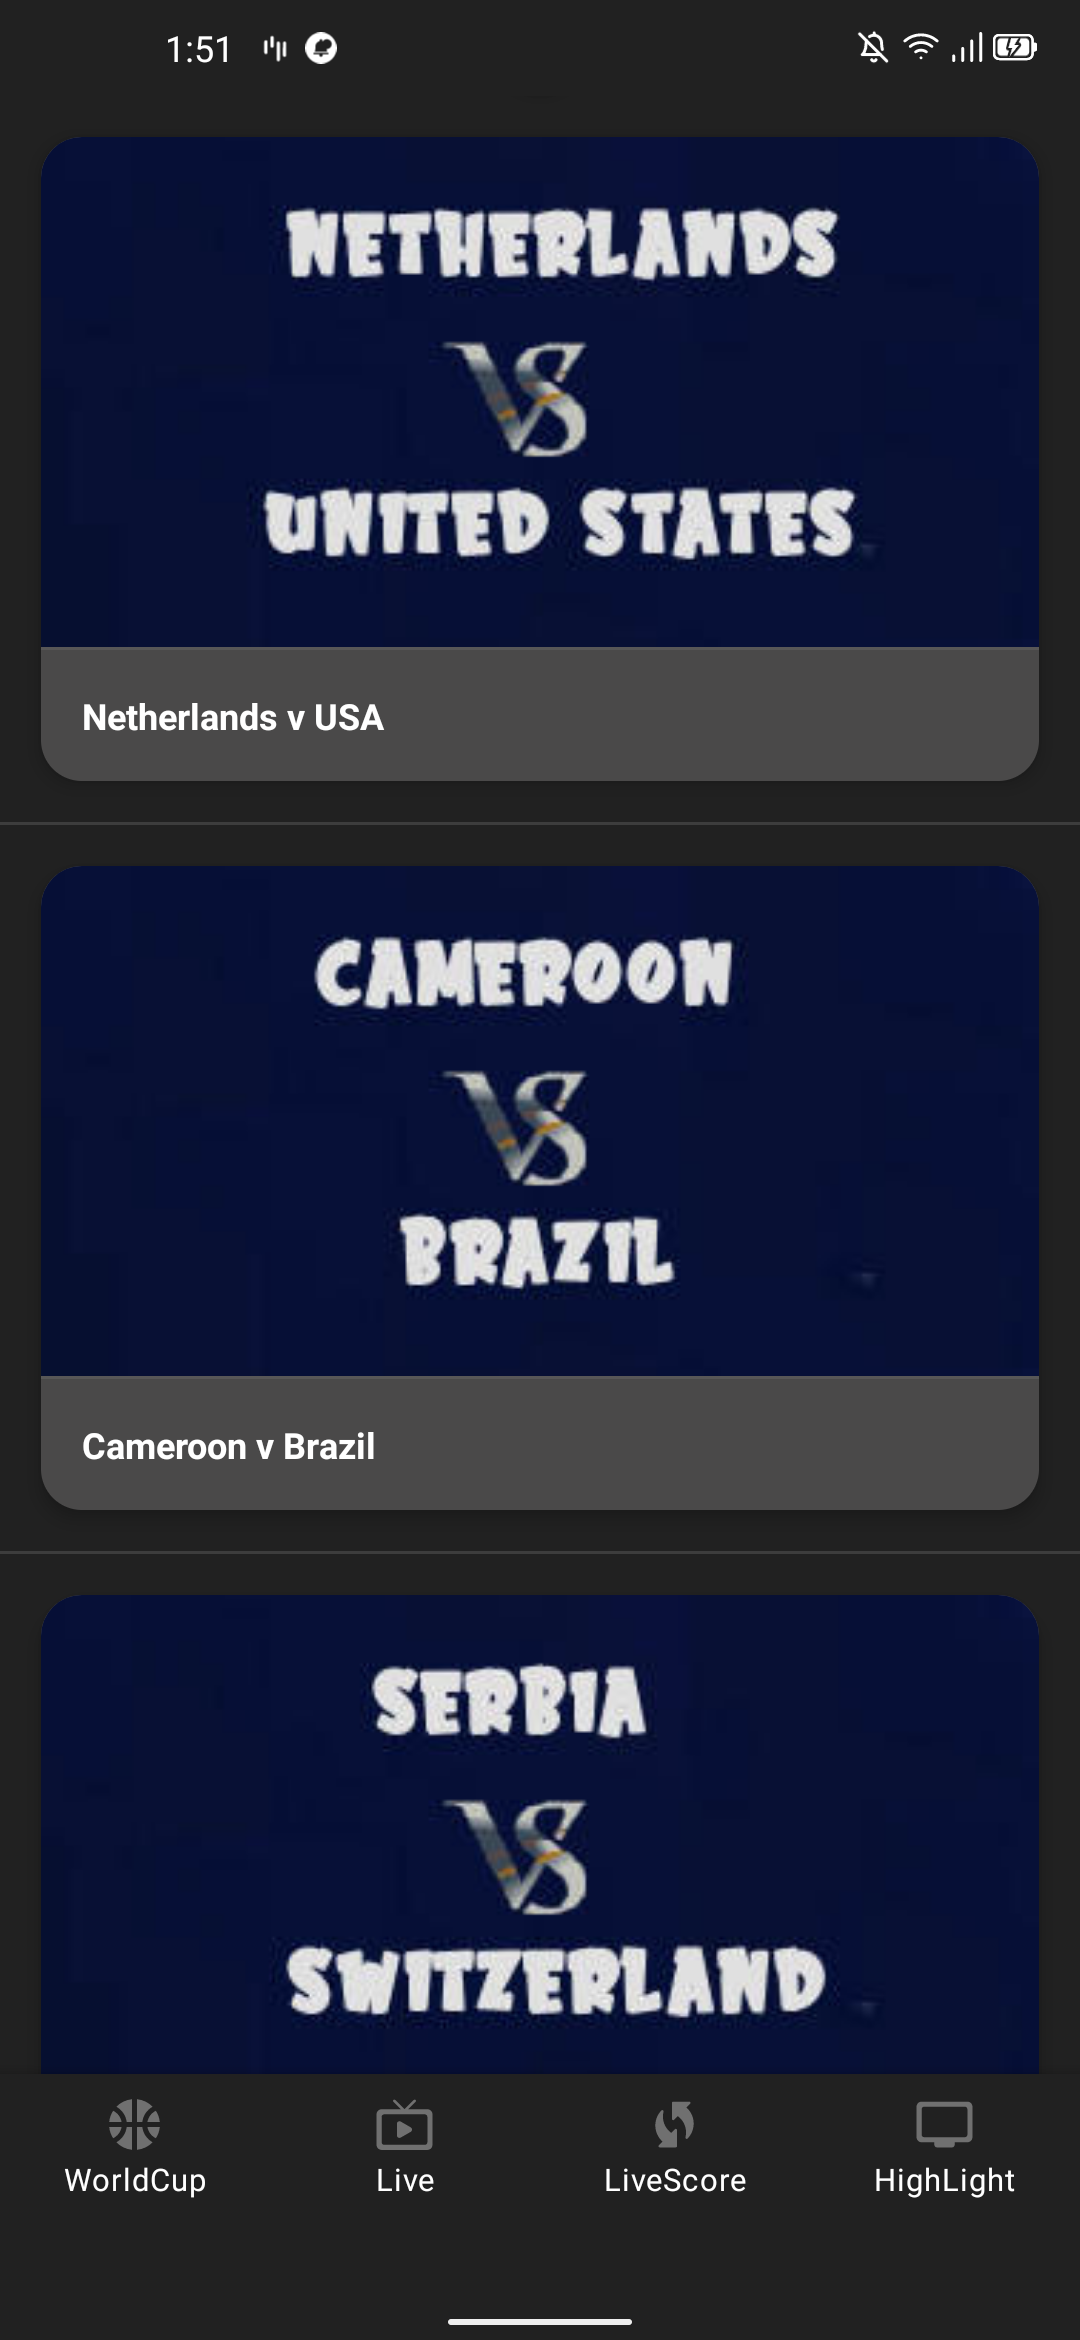 1:51
NETHERLANDS
VS
UNITED STATES
Netherlands v USA
CAMEROON
VS
BRAZIL
Cameroon v Brazil
SERBIA
VS
SWITZERLAND
WorldCup
Live
LiveScore
HighLight